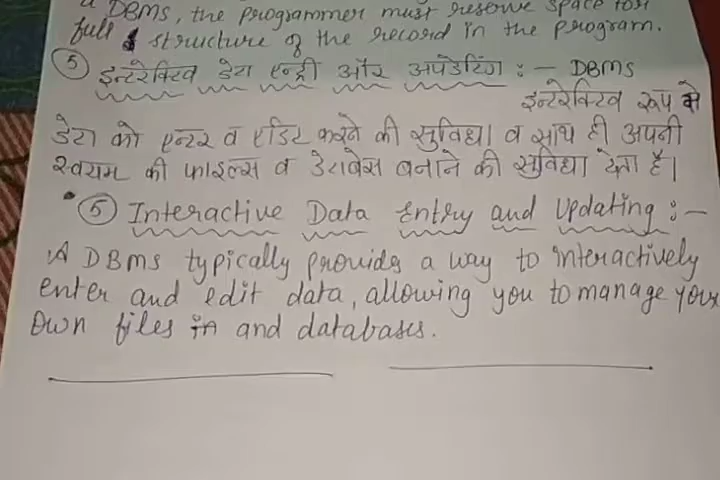 DBMS, the programmer must reserve space for
full structure of the record in the program.
(5) इन्टरेक्टिव डेटा एन्ट्री और अपडेटिंग :- DBMS
इन्टरेक्टिव रूप से
डेटा को एन्टर व एडिट करने की सुविधा व साथ ही अपनी
स्वयम की फाइल्स व डेटाबेस बनाने की सुविधा देता है।
(5) Interactive Data Entry and Updating :-
A DBMS typically provides a way to interactively
enter and edit data, allowing you to manage your
own files and databases.